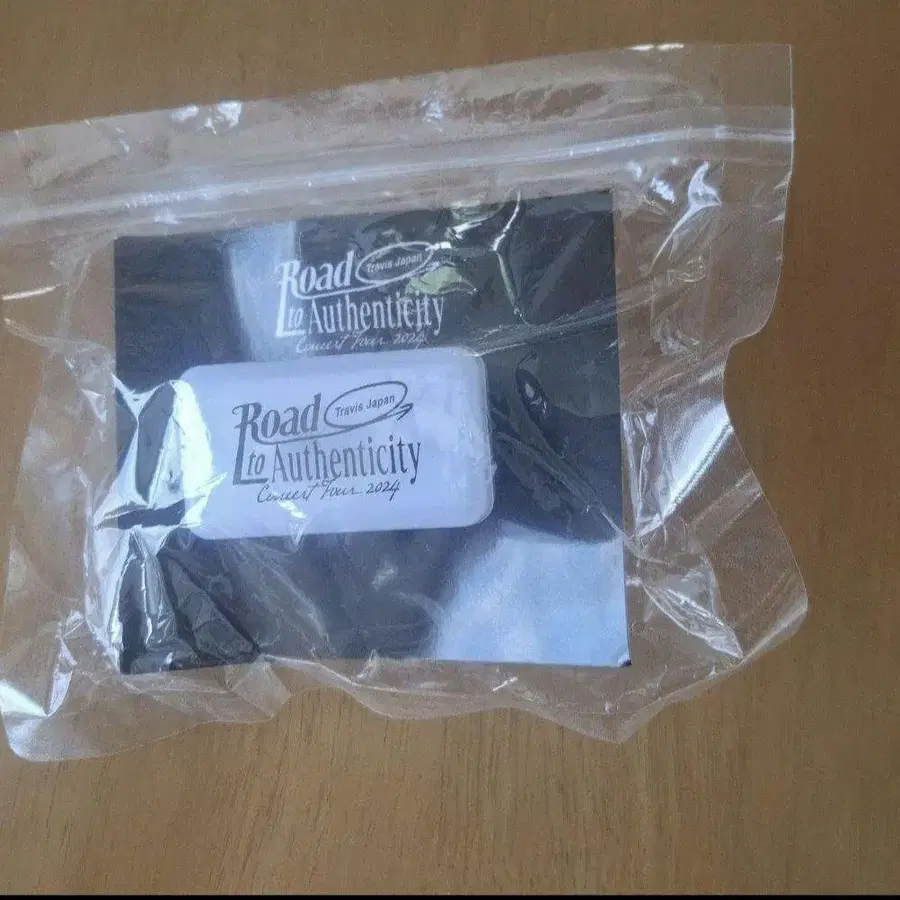 Road Travis Japan
to Authenticity
Concert Tour 2024
Road Travis Japan
to Authenticity
Concert Tour 2024